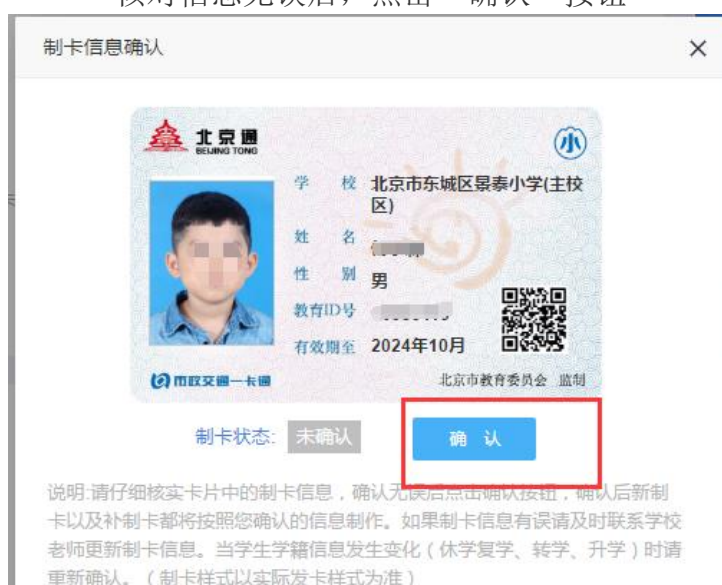 核对信息无误后，点击“确认”按钮
制卡信息确认
北京通
BEIJING TONG
小
学 校 北京市东城区景泰小学(主校
区)
姓 名
性 别 男
教育ID号
有效期至 2024年10月
市政交通一卡通
北京市教育委员会 监制
制卡状态: 未确认 确 认
说明:请仔细核实卡片中的制卡信息，确认无误后点击确认按钮，确认后新制
卡以及补制卡都将按照您确认的信息制作。如果制卡信息有误请及时联系学校
老师更新制卡信息。当学生学籍信息发生变化（休学复学、转学、升学）时请
重新确认。（制卡样式以实际发卡样式为准）